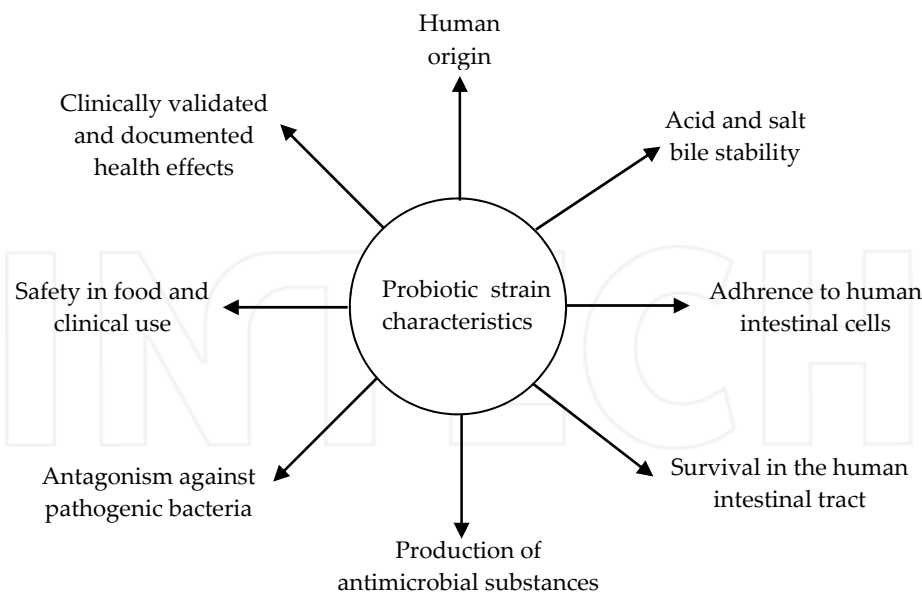 Human
origin
Clinically validated
and documented
health effects
Acid and salt
bile stability
Safety in food and
clinical use
Probiotic strain
characteristics
Adhrence to human
intestinal cells
Antagonism against
pathogenic bacteria
Survival in the human
intestinal tract
Production of
antimicrobial substances
INTECH